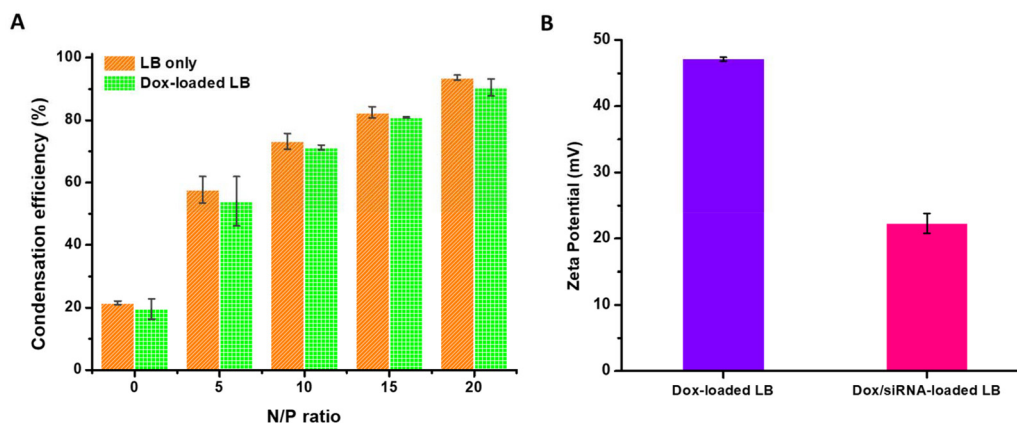 A
100
80
60
40
20
0
Condensation efficiency (%)
LB only
Dox-loaded LB
0 5 10 15 20
N/P ratio
B
50
40
30
20
10
0
Zeta Potential (mV)
Dox-loaded LB Dox/siRNA-loaded LB